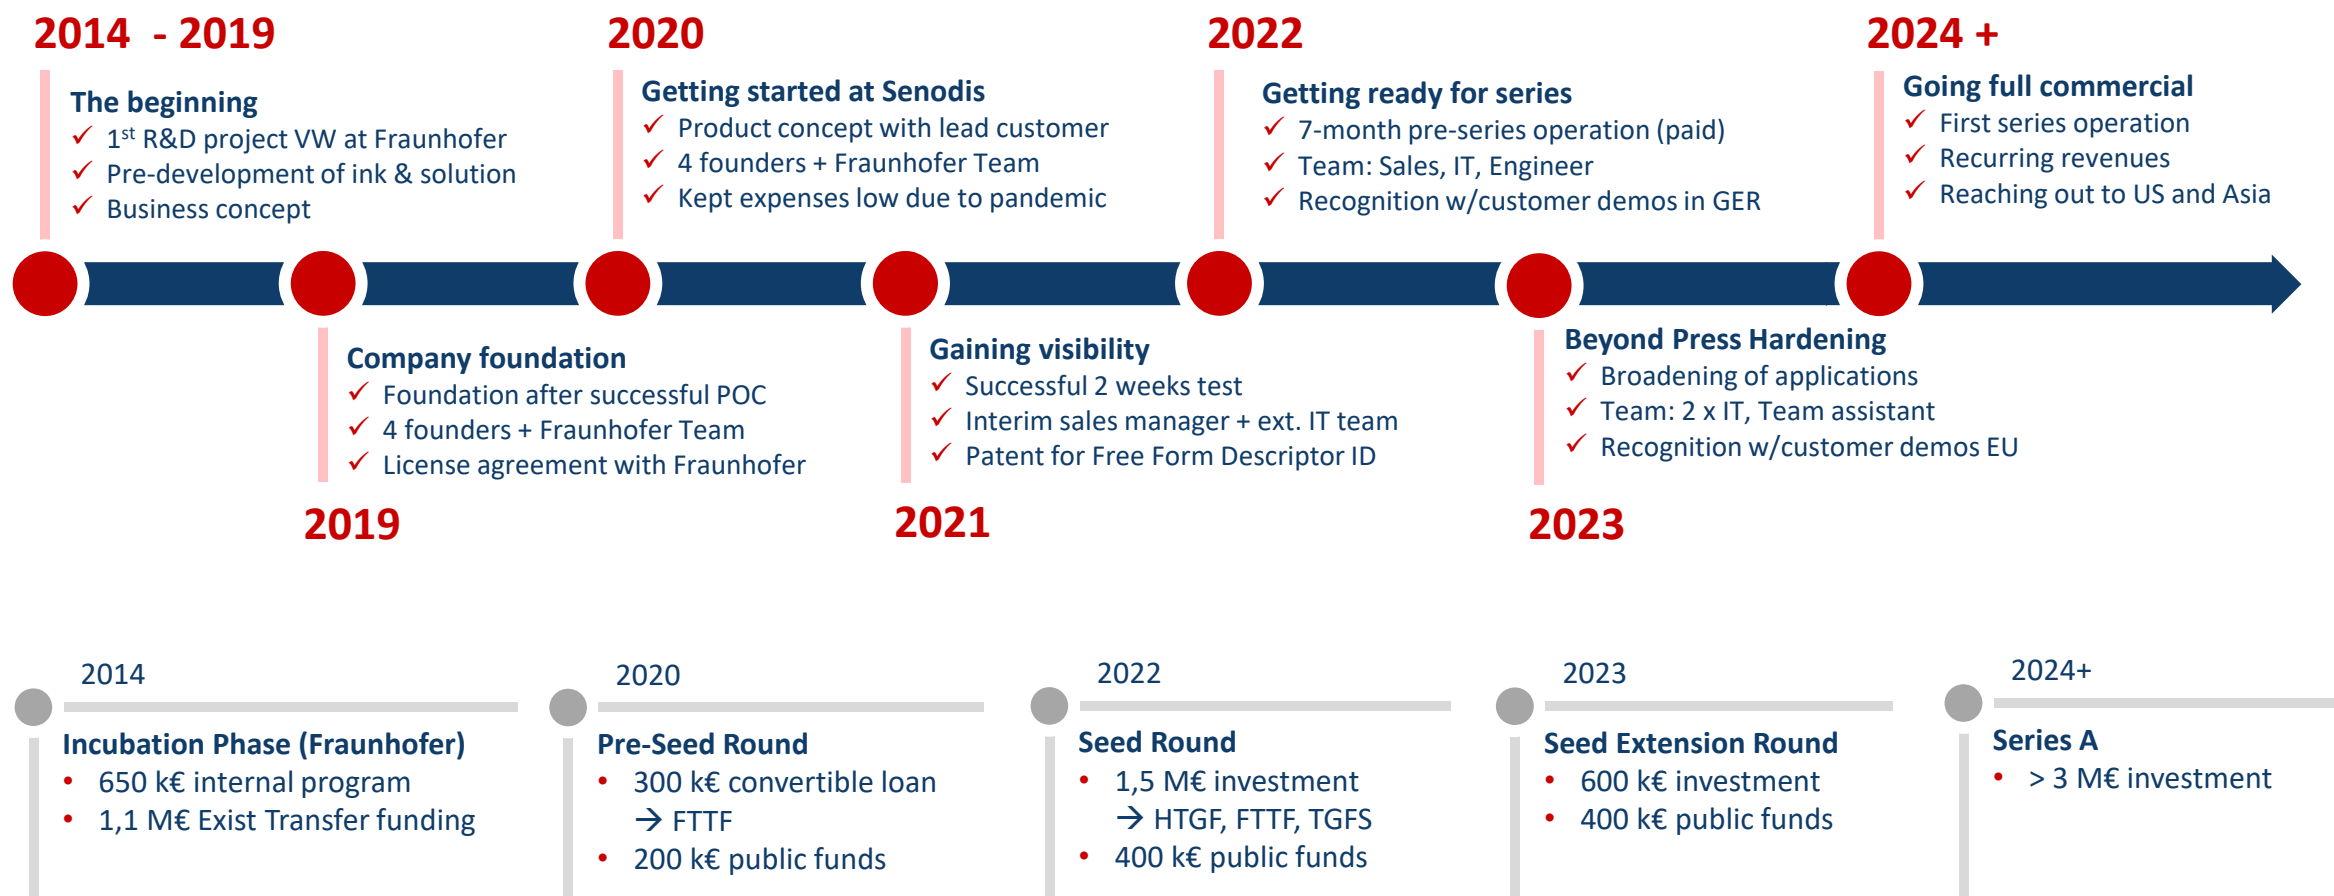 2014 - 2019
The beginning
✓ 1st R&D project VW at Fraunhofer
✓ Pre-development of ink & solution
✓ Business concept
2020
Getting started at Senodis
✓ Product concept with lead customer
✓ 4 founders + Fraunhofer Team
✓ Kept expenses low due to pandemic
2022
Getting ready for series
✓ 7-month pre-series operation (paid)
✓ Team: Sales, IT, Engineer
✓ Recognition w/customer demos in GER
2024 +
Going full commercial
✓ First series operation
✓ Recurring revenues
✓ Reaching out to US and Asia
Company foundation
✓ Foundation after successful POC
✓ 4 founders + Fraunhofer Team
✓ License agreement with Fraunhofer
2019
Gaining visibility
✓ Successful 2 weeks test
✓ Interim sales manager + ext. IT team
✓ Patent for Free Form Descriptor ID
2021
Beyond Press Hardening
✓ Broadening of applications
✓ Team: 2 x IT, Team assistant
✓ Recognition w/customer demos EU
2023
2014
Incubation Phase (Fraunhofer)
• 650 k€ internal program
• 1,1 M€ Exist Transfer funding
2020
Pre-Seed Round
• 300 k€ convertible loan
→ FTTF
• 200 k€ public funds
2022
Seed Round
• 1,5 M€ investment
→ HTGF, FTTF, TGFS
• 400 k€ public funds
2023
Seed Extension Round
• 600 k€ investment
• 400 k€ public funds
2024+
Series A
• > 3 M€ investment